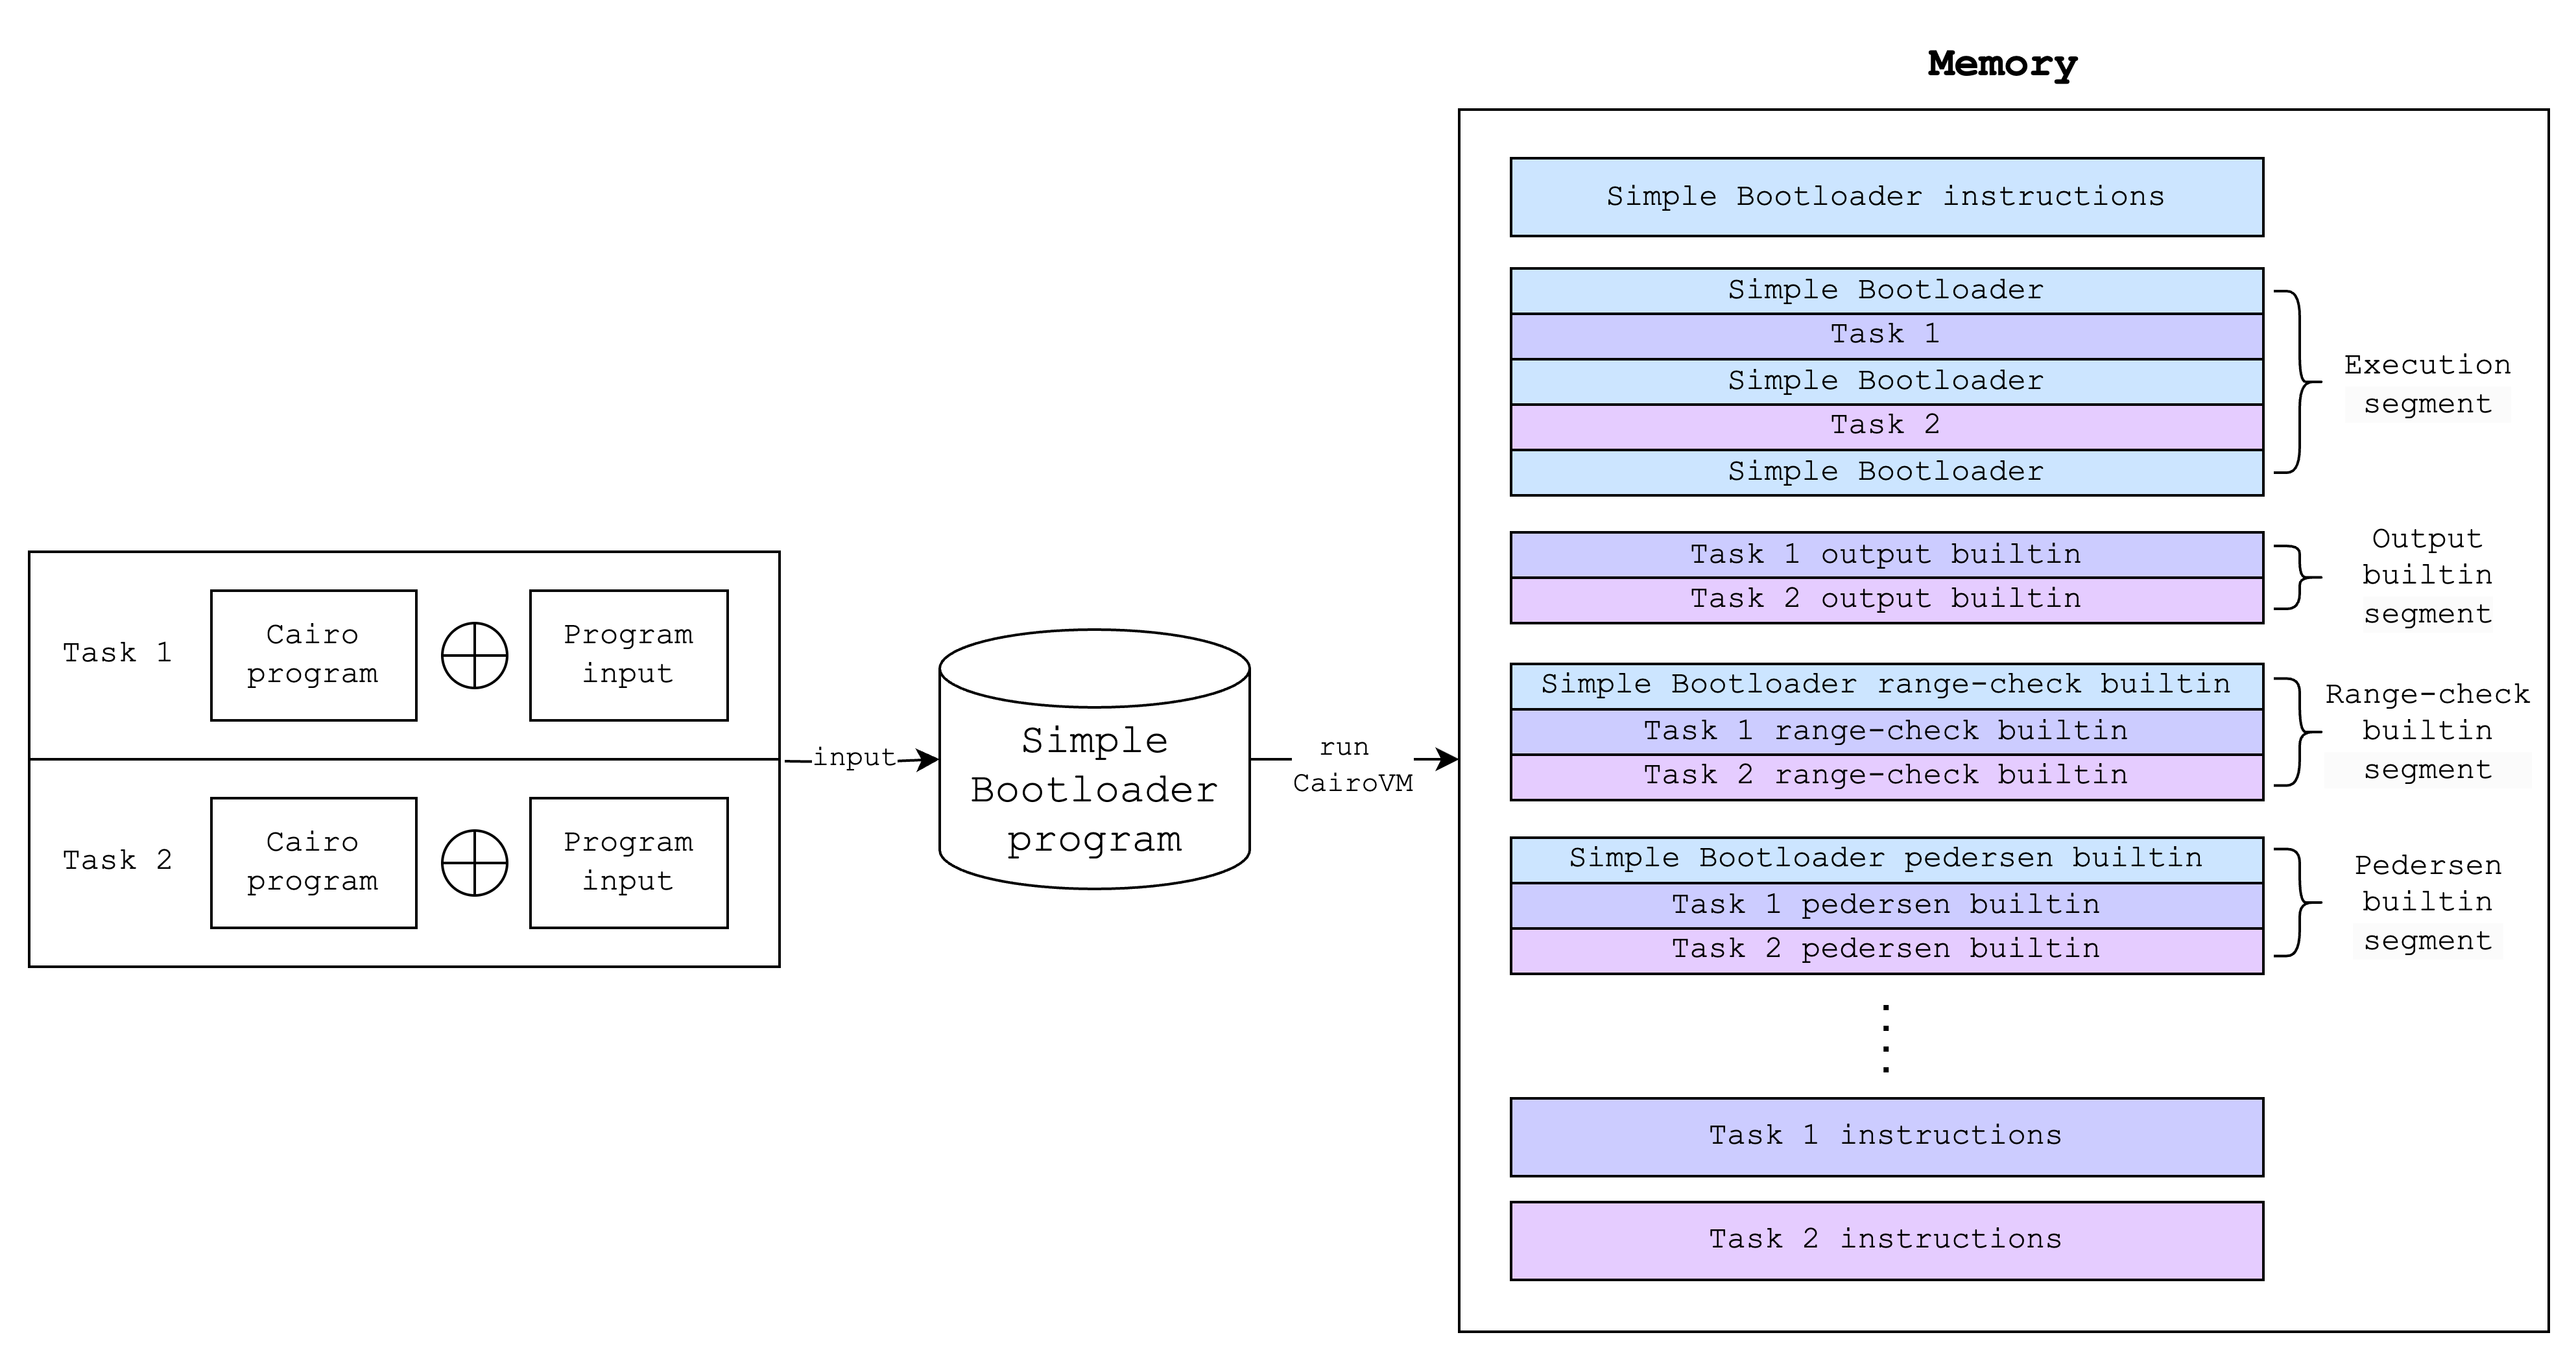 Memory
Simple Bootloader instructions
Simple Bootloader
Task 1
Simple Bootloader
Task 2
Simple Bootloader
Execution
segment
Task 1 output builtin
Task 2 output builtin
Output
builtin
segment
Simple Bootloader range-check builtin
Task 1 range-check builtin
Task 2 range-check builtin
Range-check
builtin
segment
Simple Bootloader pedersen builtin
Task 1 pedersen builtin
Task 2 pedersen builtin
Pedersen
builtin
segment
Task 1 instructions
Task 2 instructions
Task 1
Cairo
program
Program
input
Task 2
Cairo
program
Program
input
input
Simple
Bootloader
program
run
CairoVM